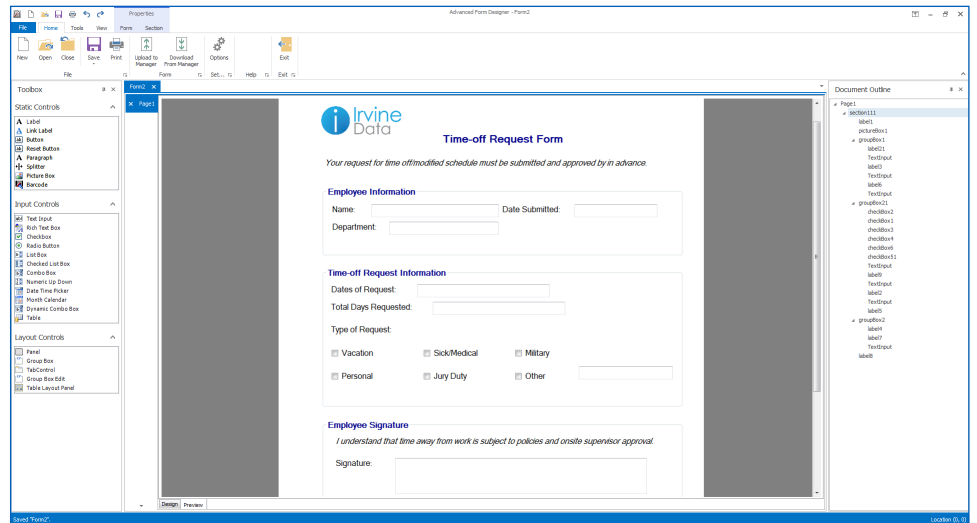 Properties
Advanced Form Designer - Form2
File Home Tools View Form Section
New Open Close Save Print Upload to Manager Download From Manager Options Exit
File Form Set... Help Exit
Toolbox
Static Controls
A Label
A Link Label
Button
Reset Button
A Paragraph
Splitter
Picture Box
Barcode
Input Controls
Text Input
Rich Text Box
Checkbox
Radio Button
List Box
Checked List Box
Combo Box
Numeric Up Down
Date Time Picker
Month Calendar
Dynamic Combo Box
Table
Layout Controls
Panel
Group Box
TabControl
Group Box Edit
Table Layout Panel
Form2
Page1
Irvine
Data
Time-off Request Form
Your request for time off/modified schedule must be submitted and approved by in advance.
Employee Information
Name: Date Submitted:
Department:
Time-off Request Information
Dates of Request:
Total Days Requested:
Type of Request:
Vacation Sick/Medical Military
Personal Jury Duty Other
Employee Signature
I understand that time away from work is subject to policies and onsite supervisor approval.
Signature:
Design Preview
Document Outline
Page1
section111
label1
pictureBox1
groupBox1
label21
TextInput
label3
TextInput
label6
TextInput
groupBox21
checkBox2
checkBox1
checkBox3
checkBox4
checkBox6
checkBox51
TextInput
label9
TextInput
label2
TextInput
label5
groupBox2
label4
label7
TextInput
label8
Saved "Form2". Location (0, 0)